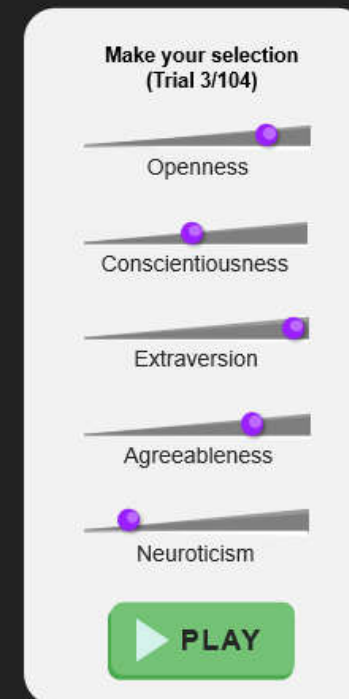 Make your selection
(Trial 3/104)
Openness
Conscientiousness
Extraversion
Agreeableness
Neuroticism
PLAY